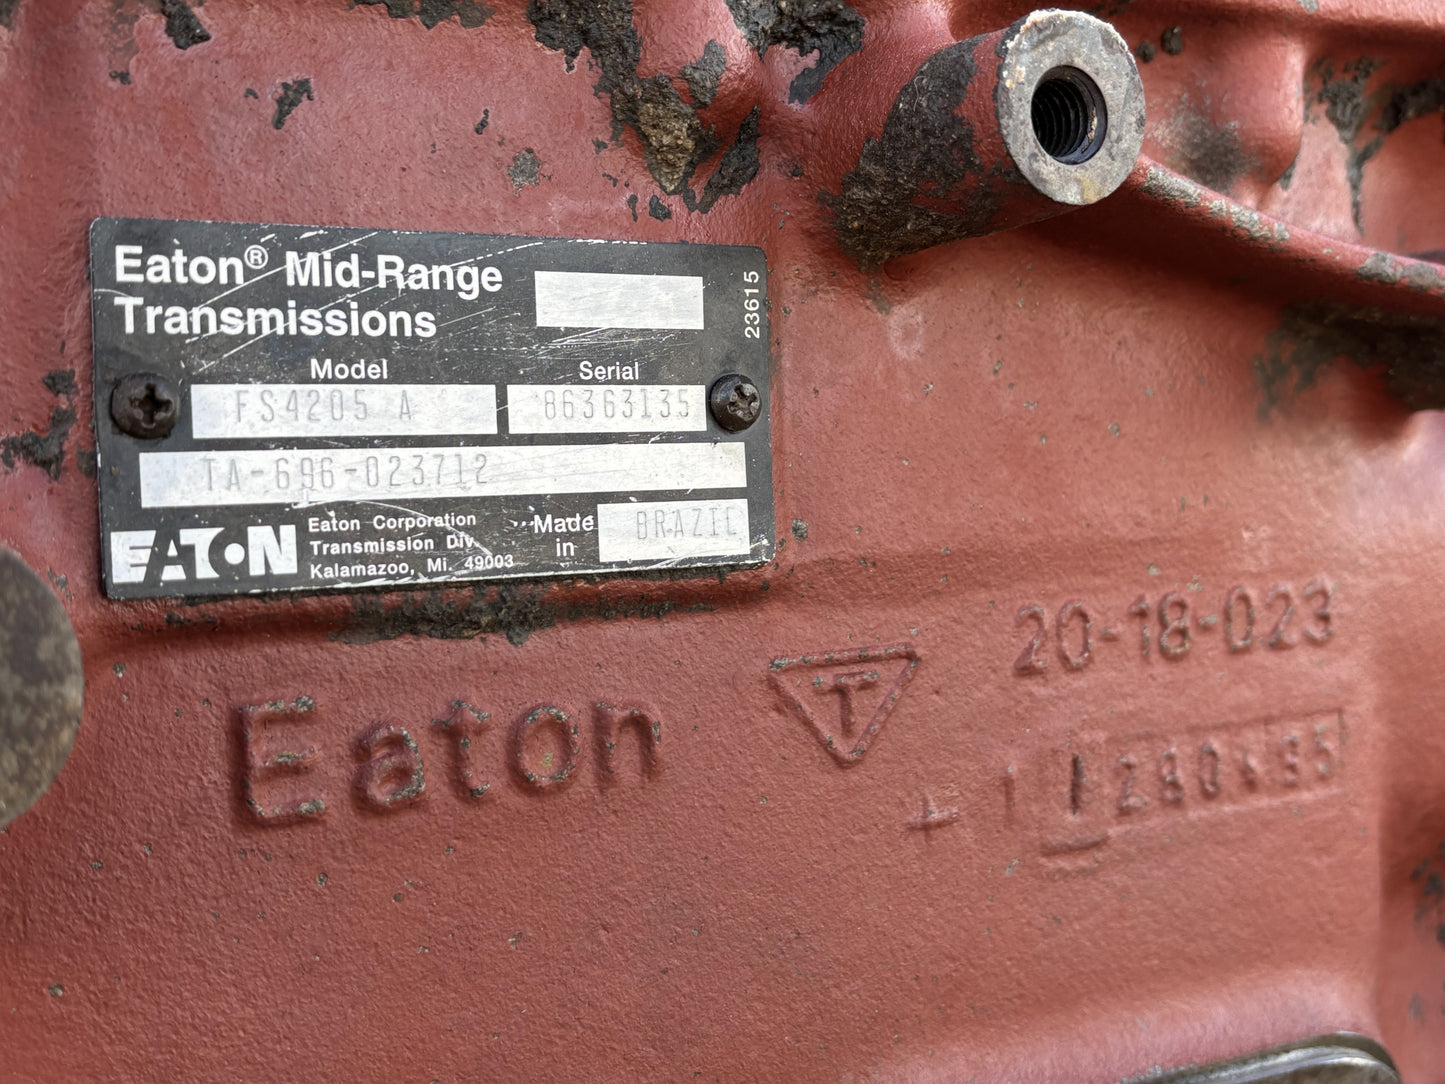 Eaton® Mid-Range
Transmissions
23615
Model
Serial
FS4205 A
86363135
TA-696-023712
EATON
Eaton Corporation
Transmission Div.
Kalamazoo, Mi. 49003
Made
in
BRAZIL
Eaton
T
20-18-023